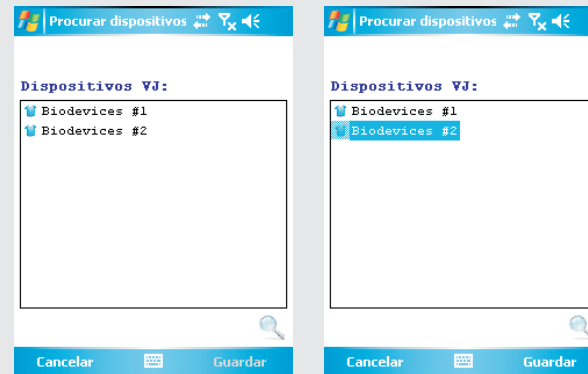 Procurar dispositivos
Dispositivos VJ:
Biodevices #1
Biodevices #2
Cancelar Guardar
Procurar dispositivos
Dispositivos VJ:
Biodevices #1
Biodevices #2
Cancelar Guardar